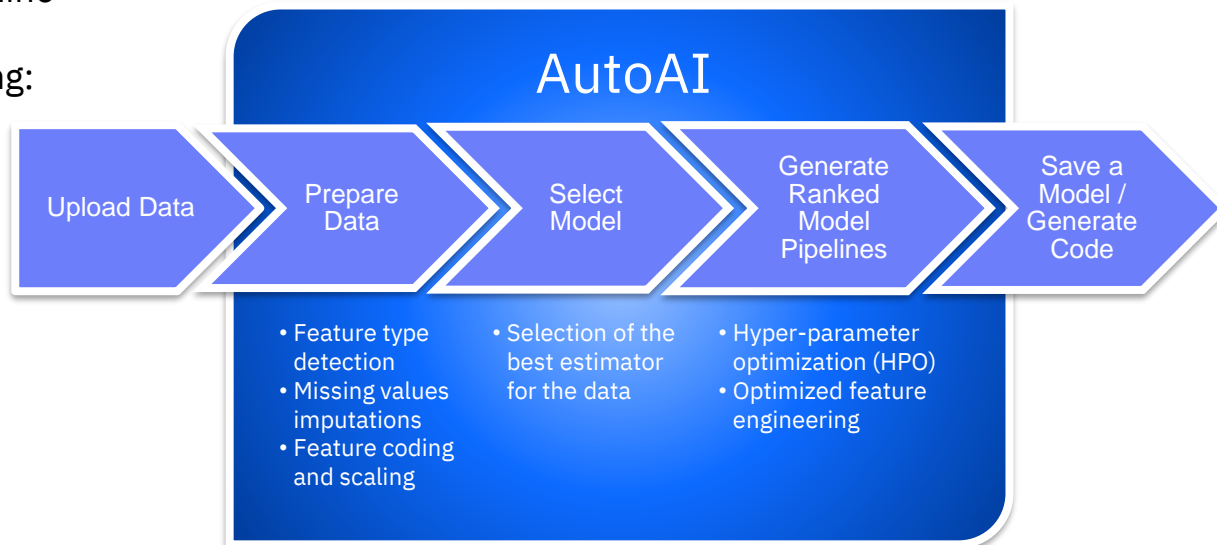 ng:
AutoAI
Upload Data
Prepare
Data
Select
Model
Generate
Ranked
Model
Pipelines
Save a
Model /
Generate
Code
• Feature type
detection
• Missing values
imputations
• Feature coding
and scaling
• Selection of the
best estimator
for the data
• Hyper-parameter
optimization (HPO)
• Optimized feature
engineering